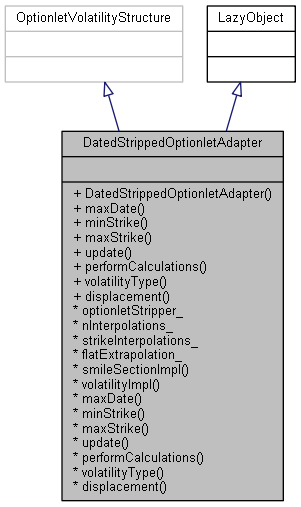 OptionletVolatilityStructure
LazyObject
DatedStrippedOptionletAdapter
+ DatedStrippedOptionletAdapter()
+ maxDate()
+ minStrike()
+ maxStrike()
+ update()
+ performCalculations()
+ volatilityType()
+ displacement()
* optionletStripper_
* nInterpolations_
* strikeInterpolations_
* flatExtrapolation_
* smileSectionImpl()
* volatilityImpl()
* maxDate()
* minStrike()
* maxStrike()
* update()
* performCalculations()
* volatilityType()
* displacement()